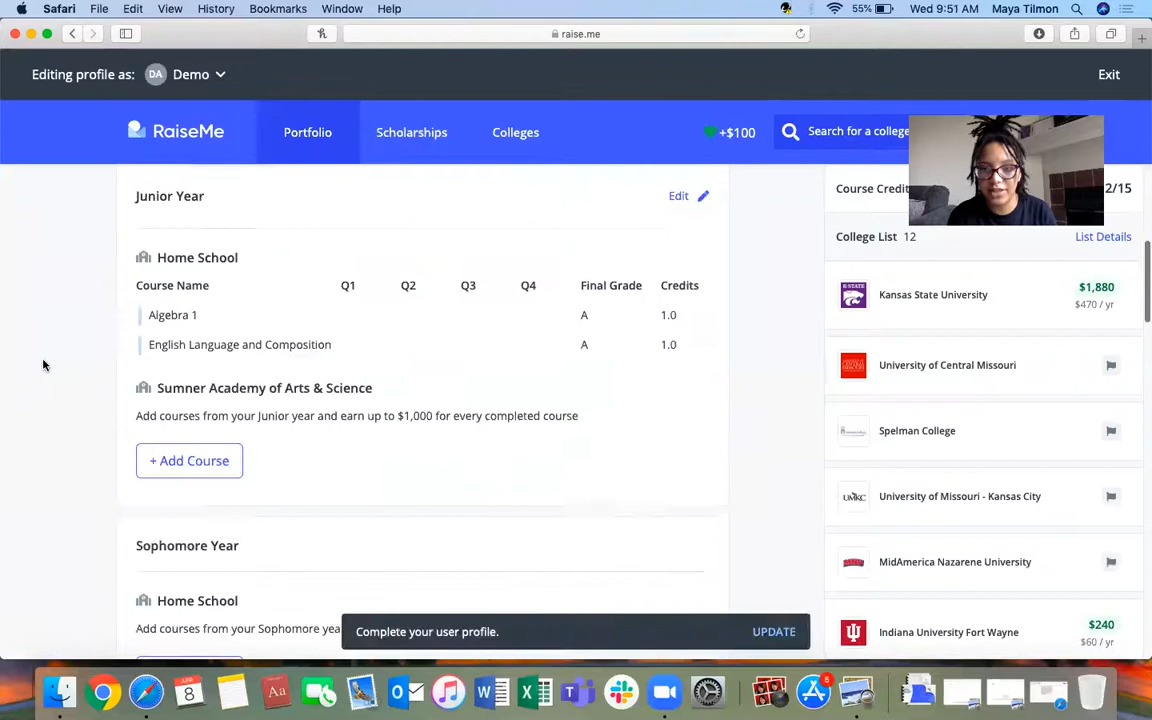 Safari File Edit View History Bookmarks Window Help 55% Wed 9:51 AM Maya Tilmon
raise.me
Editing profile as: DA Demo Exit
RaiseMe Portfolio Scholarships Colleges +$100 Search for a college
Junior Year Edit
Course Credit 2/15
College List 12 List Details
Home School
Course Name Q1 Q2 Q3 Q4 Final Grade Credits
Algebra 1 A 1.0
English Language and Composition A 1.0
Sumner Academy of Arts & Science
Add courses from your Junior year and earn up to $1,000 for every completed course
+ Add Course
Sophomore Year
Home School
Add courses from your Sophomore yea
Complete your user profile. UPDATE
Kansas State University $1,880
$470 / yr
University of Central Missouri
Spelman College
UMKC University of Missouri - Kansas City
MidAmerica Nazarene University
Indiana University Fort Wayne $240
$60 / yr
APR
8
Aa
6